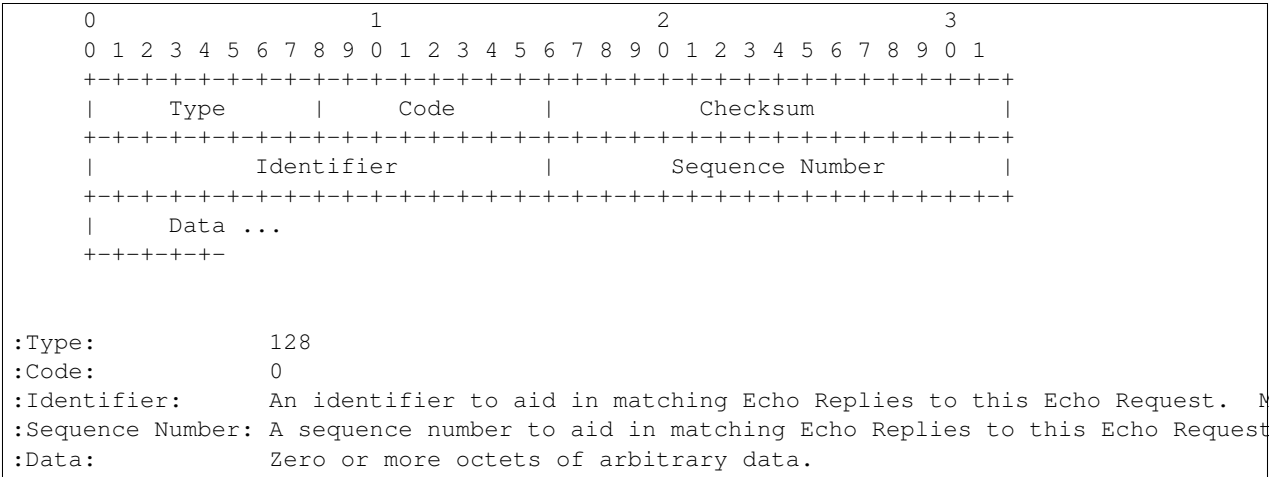 0                   1                   2                   3
0 1 2 3 4 5 6 7 8 9 0 1 2 3 4 5 6 7 8 9 0 1 2 3 4 5 6 7 8 9 0 1
+-+-+-+-+-+-+-+-+-+-+-+-+-+-+-+-+-+-+-+-+-+-+-+-+-+-+-+-+-+-+-+-+
|     Type      |     Code      |          Checksum             |
+-+-+-+-+-+-+-+-+-+-+-+-+-+-+-+-+-+-+-+-+-+-+-+-+-+-+-+-+-+-+-+-+
|           Identifier          |        Sequence Number        |
+-+-+-+-+-+-+-+-+-+-+-+-+-+-+-+-+-+-+-+-+-+-+-+-+-+-+-+-+-+-+-+-+
|     Data ...
+-+-+-+-+-
:Type:            128
:Code:            0
:Identifier:      An identifier to aid in matching Echo Replies to this Echo Request.
:Sequence Number: A sequence number to aid in matching Echo Replies to this Echo Request
:Data:            Zero or more octets of arbitrary data.